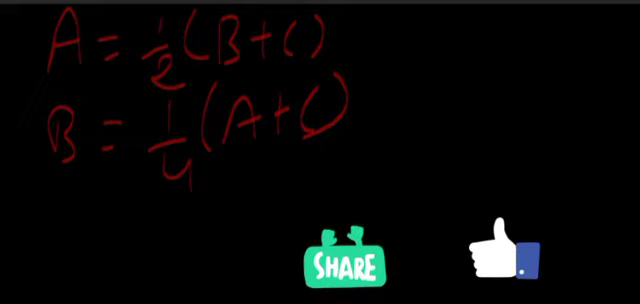 A = 1/2 (B+C)
B = 1/4 (A+C)
SHARE